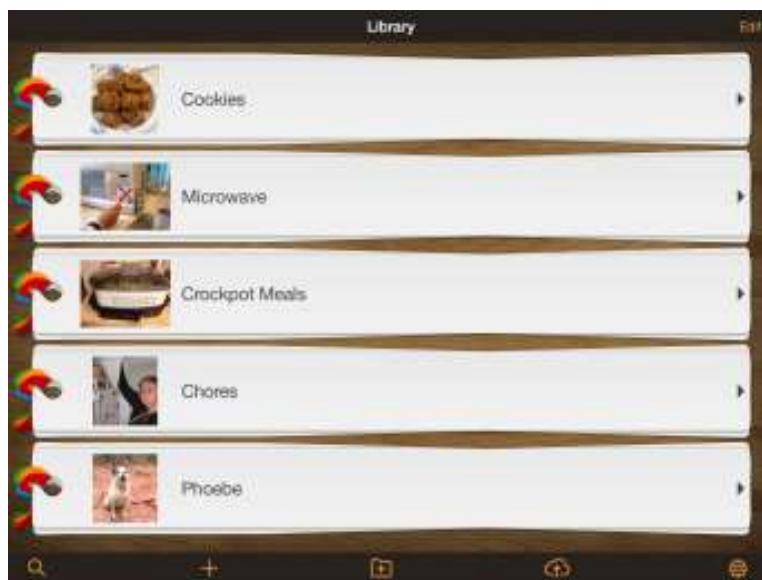 Library
Edit
Cookies
Microwave
Crockpot Meals
Chores
Phoebe